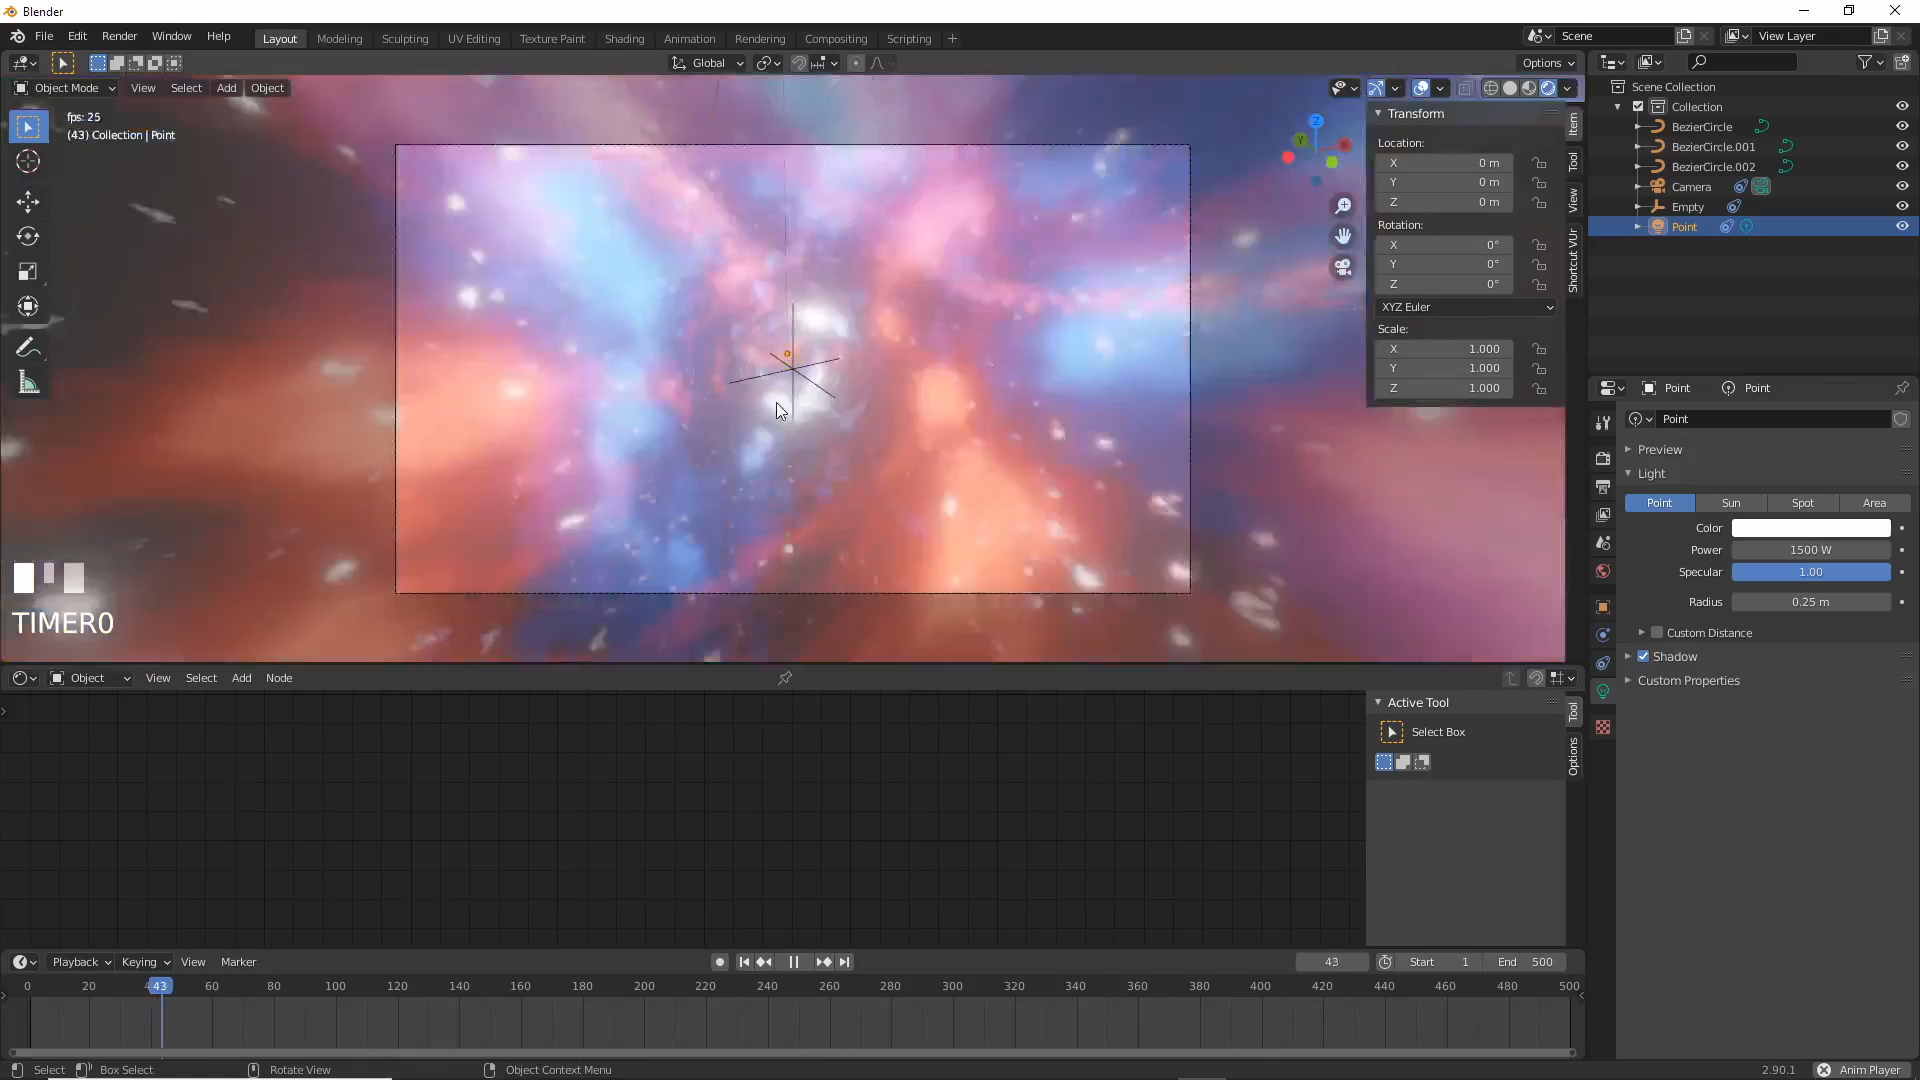 Blender
File Edit Render Window Help
Layout Modeling Sculpting UV Editing Texture Paint Shading Animation Rendering Compositing Scripting +
Scene
View Layer
Global
Options
Object Mode View Select Add Object
fps: 25
(43) Collection | Point
Z
Y
TIMER0
Transform
Location:
X 0 m
Y 0 m
Z 0 m
Rotation:
X 0°
Y 0°
Z 0°
XYZ Euler
Scale:
X 1.000
Y 1.000
Z 1.000
Item
Tool
View
Shortcut VUr
Scene Collection
Collection
BezierCircle
BezierCircle.001
BezierCircle.002
Camera
Empty
Point
Point Point
Point
Preview
Light
Point Sun Spot Area
Color
Power 1500 W
Specular 1.00
Radius 0.25 m
Custom Distance
Shadow
Custom Properties
Object View Select Add Node
Active Tool
Select Box
Tool
Options
Playback Keying View Marker
43 Start 1 End 500
0 20 43 60 80 100 120 140 160 180 200 220 240 260 280 300 320 340 360 380 400 420 440 460 480 500
Select Box Select Rotate View Object Context Menu
2.90.1 Anim Player